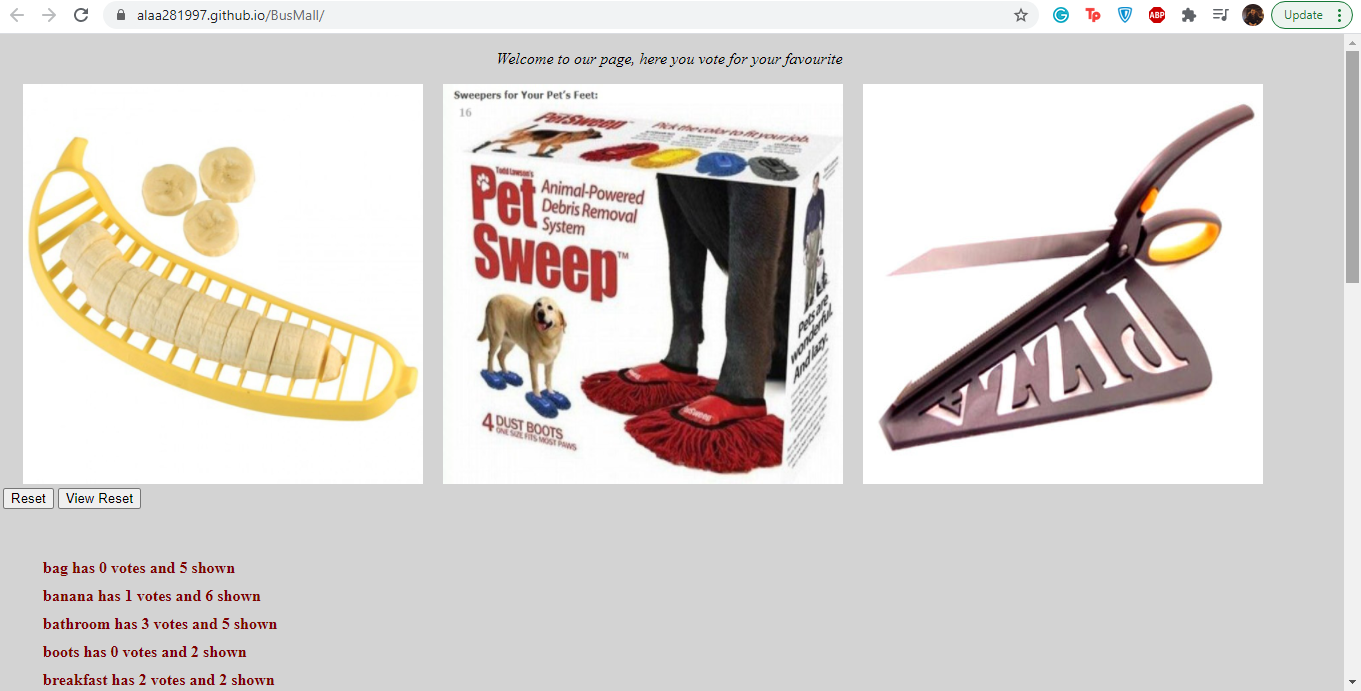 alaa281997.github.io/BusMall/
Update
Welcome to our page, here you vote for your favourite
Sweepers for Your Pet's Feet:
16
PetSweep
Pick the color to fit your job.
Todd Lawson's
Pet
Sweep™
Animal-Powered
Debris Removal
System
Pets are
wonderful.
And lazy.
4 DUST BOOTS
ONE SIZE FITS MOST PAWS
PIZZA
Reset
View Reset
bag has 0 votes and 5 shown
banana has 1 votes and 6 shown
bathroom has 3 votes and 5 shown
boots has 0 votes and 2 shown
breakfast has 2 votes and 2 shown